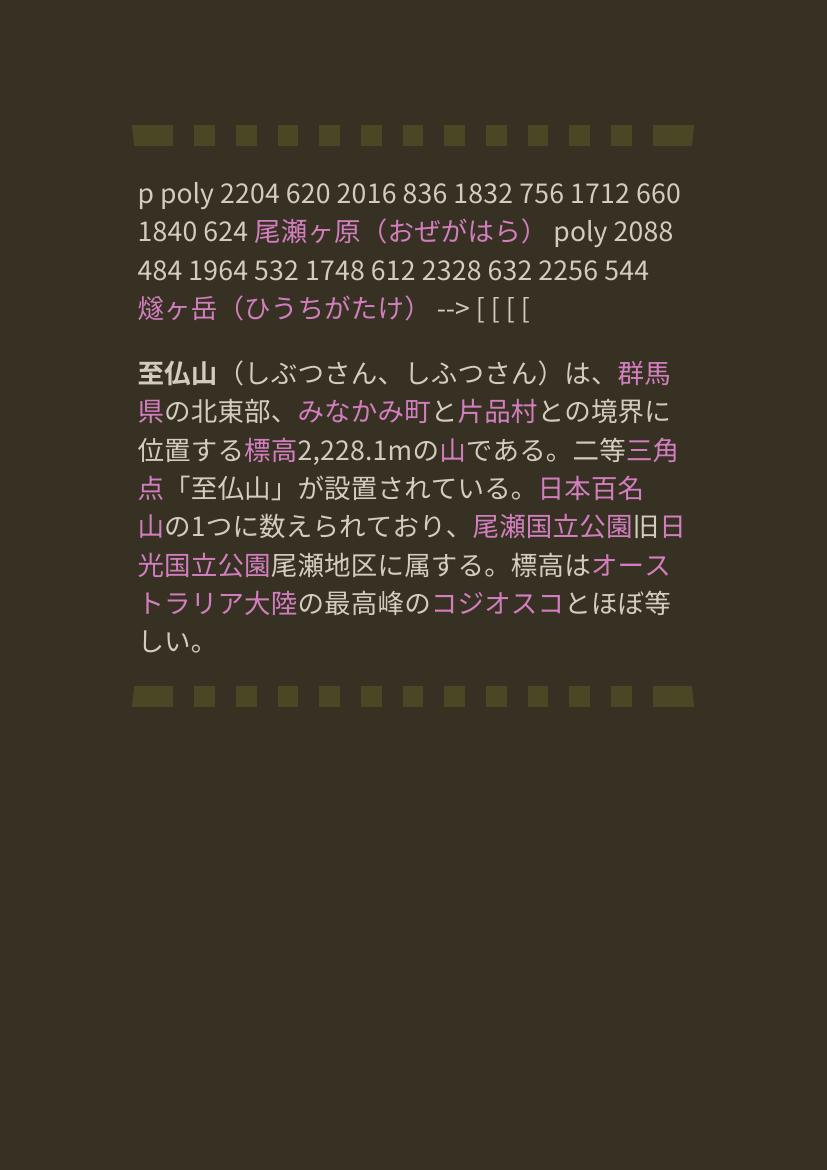 p poly 2204 620 2016 836 1832 756 1712 660
1840 624 尾瀬ヶ原（おぜがはら） poly 2088
484 1964 532 1748 612 2328 632 2256 544
燧ヶ岳（ひうちがたけ） --> [ [ [ [
至仏山（しぶつさん、しふつさん）は、群馬
県の北東部、みなかみ町と片品村との境界に
位置する標高2,228.1mの山である。二等三角
点「至仏山」が設置されている。日本百名
山の1つに数えられており、尾瀬国立公園旧日
光国立公園尾瀬地区に属する。標高はオース
トラリア大陸の最高峰のコジオスコとほぼ等
しい。